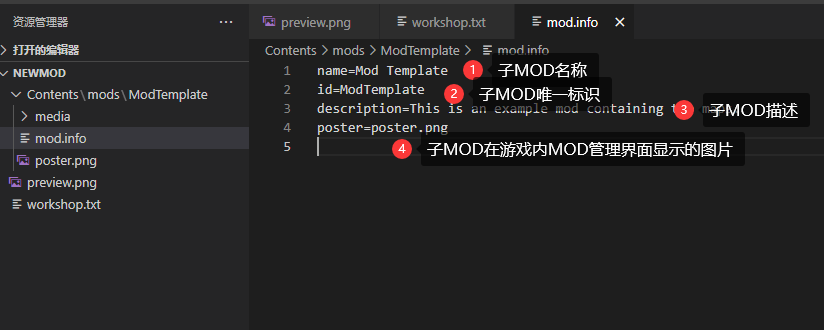 资源管理器
preview.png
workshop.txt
mod.info
打开的编辑器
Contents > mods > ModTemplate > mod.info
NEWMOD
Contents\mods\ModTemplate
media
mod.info
poster.png
preview.png
workshop.txt
1 name=Mod Template
1 子MOD名称
2 id=ModTemplate
2 子MOD唯一标识
3 description=This is an example mod containing
3 子MOD描述
4 poster=poster.png
5
4 子MOD在游戏内MOD管理界面显示的图片